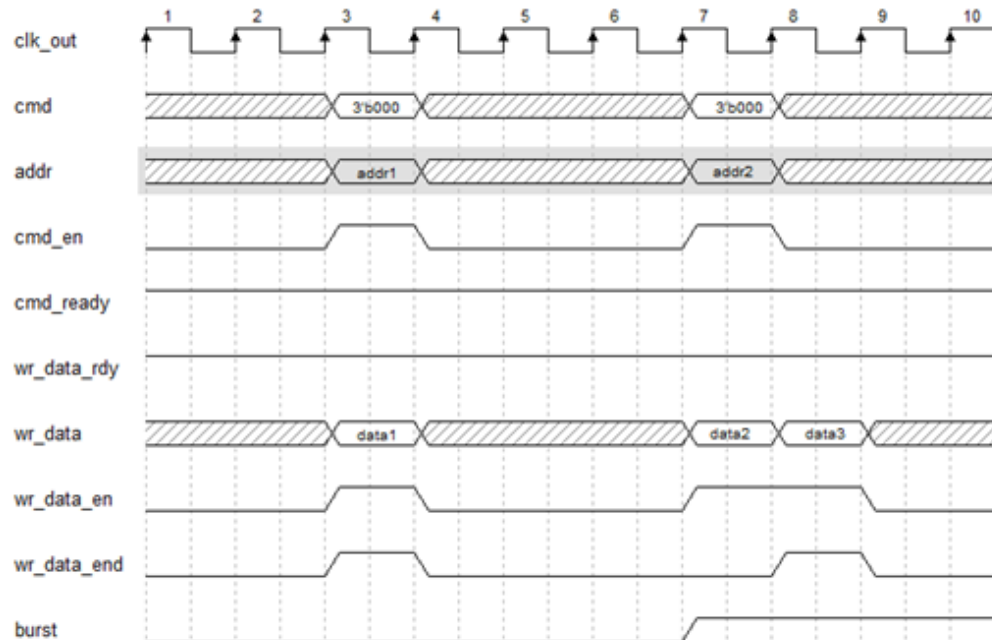 1 2 3 4 5 6 7 8 9 10
clk_out
cmd 3'b000 3'b000
addr addr1 addr2
cmd_en
cmd_ready
wr_data_rdy
wr_data data1 data2 data3
wr_data_en
wr_data_end
burst